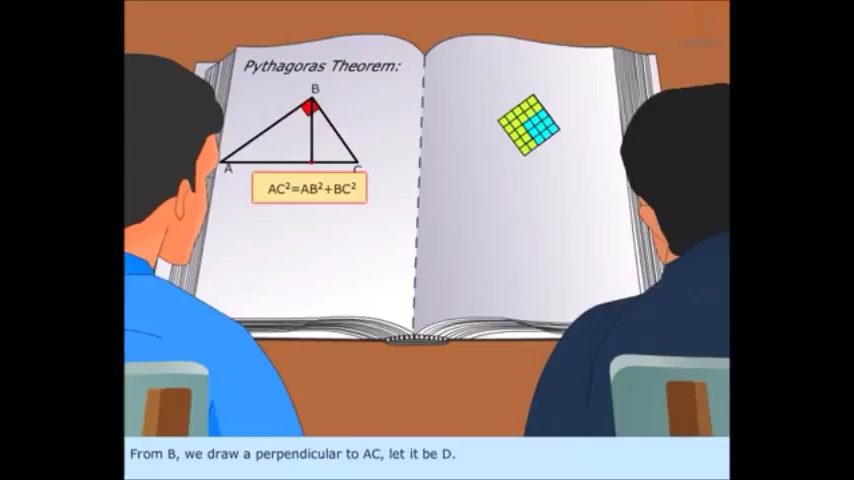 Pythagoras Theorem:
B
A
C
AC²=AB²+BC²
From B, we draw a perpendicular to AC, let it be D.